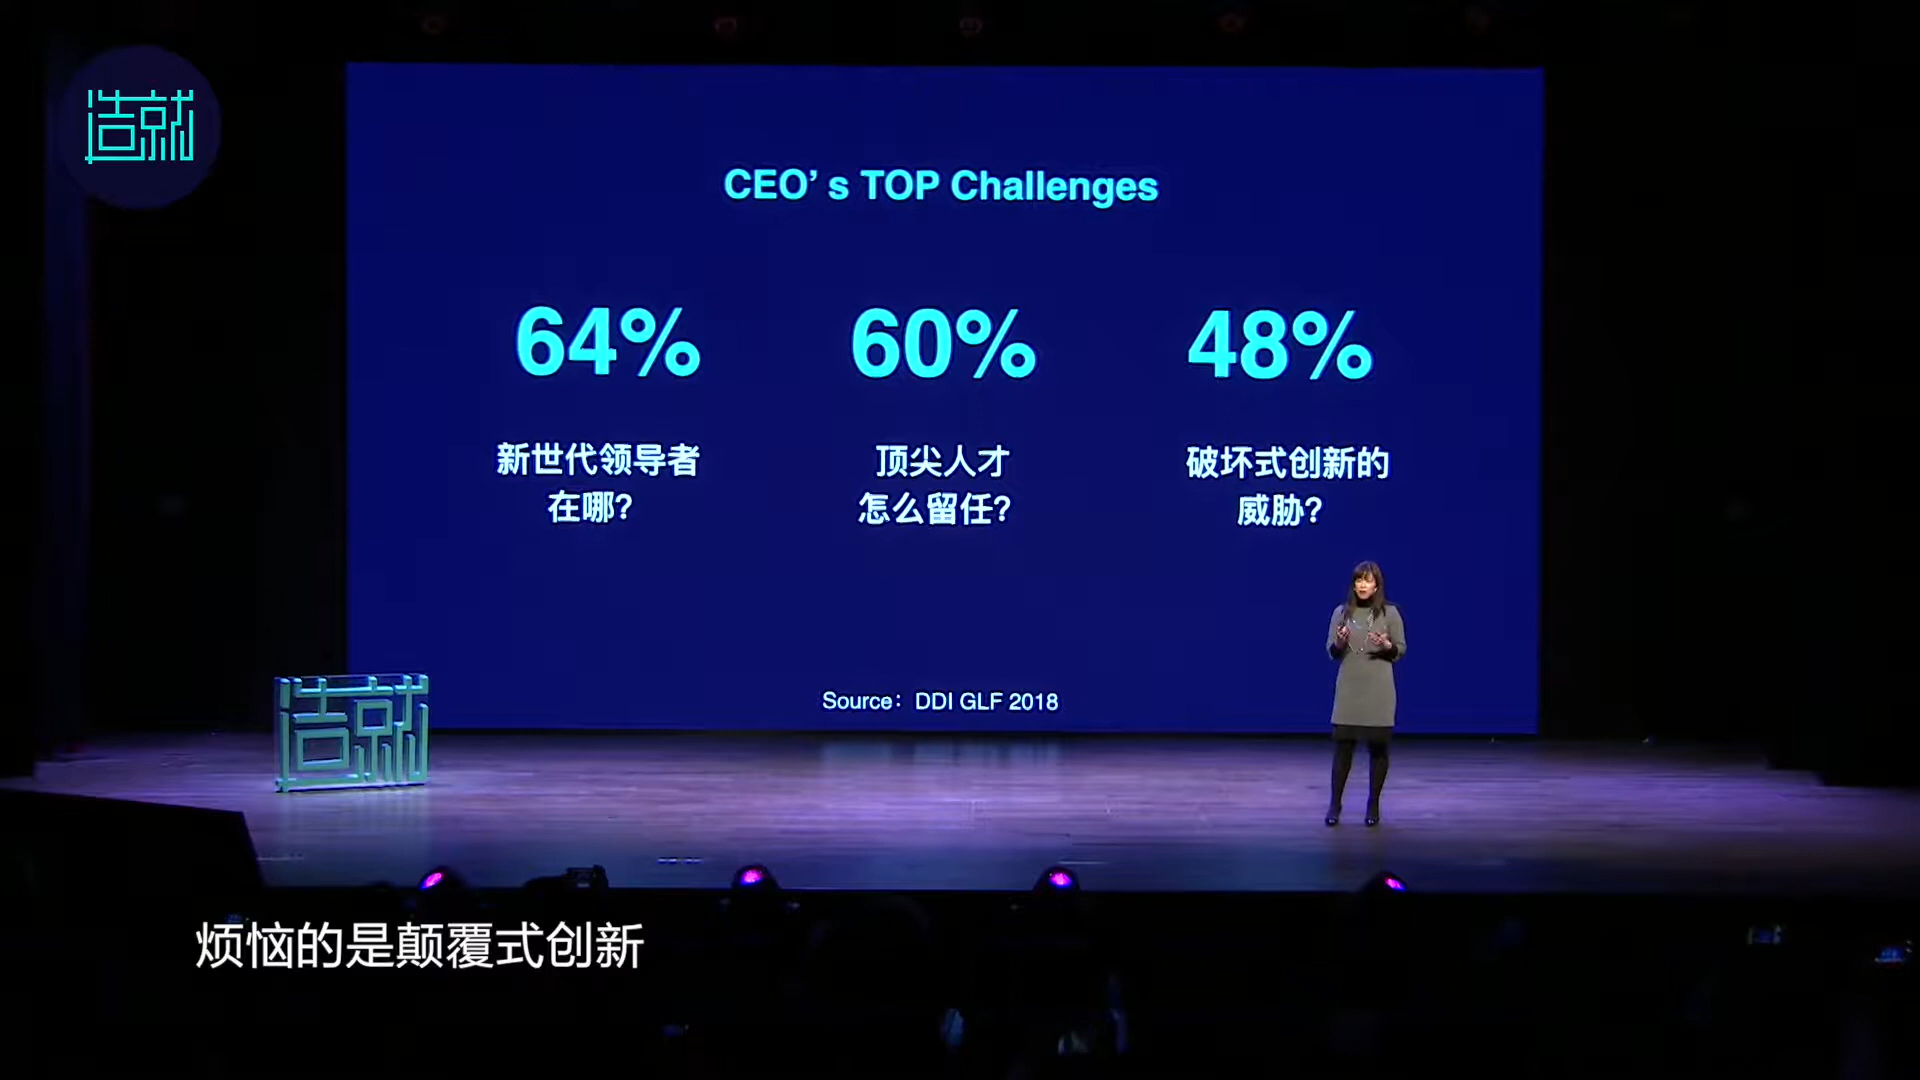 造就
CEO’s TOP Challenges
64%
60%
48%
新世代领导者
在哪?
顶尖人才
怎么留任?
破坏式创新的
威胁?
Source：DDI GLF 2018
造就
烦恼的是颠覆式创新